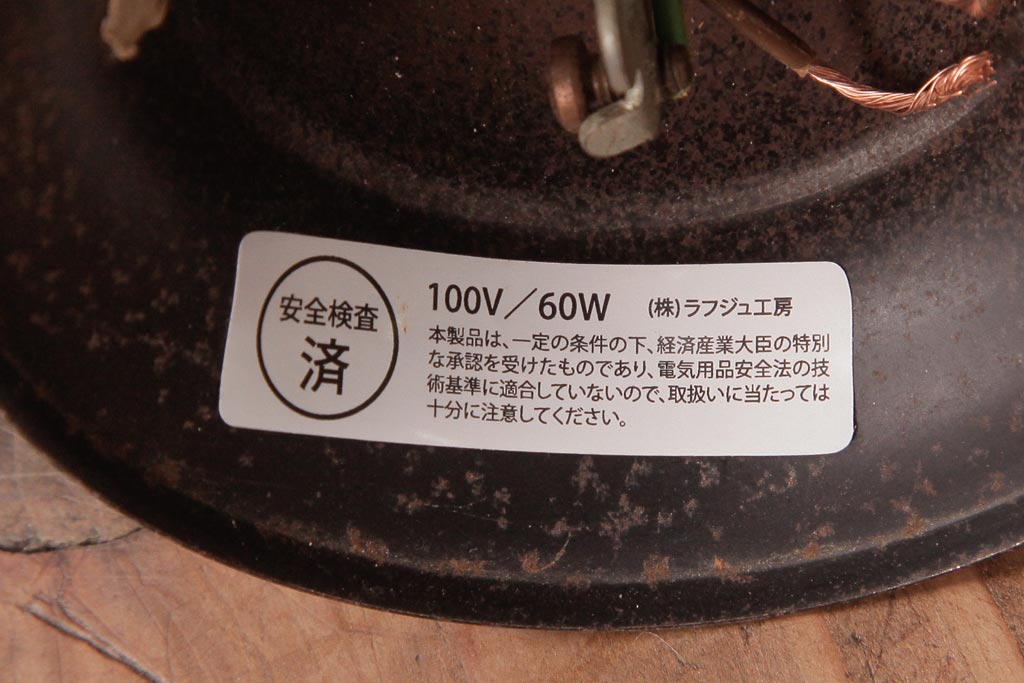 安全検査
済
100V／60W (株)ラフジュ工房
本製品は、一定の条件の下、経済産業大臣の特別
な承認を受けたものであり、電気用品安全法の技
術基準に適合していないので、取扱いに当たっては
十分に注意してください。